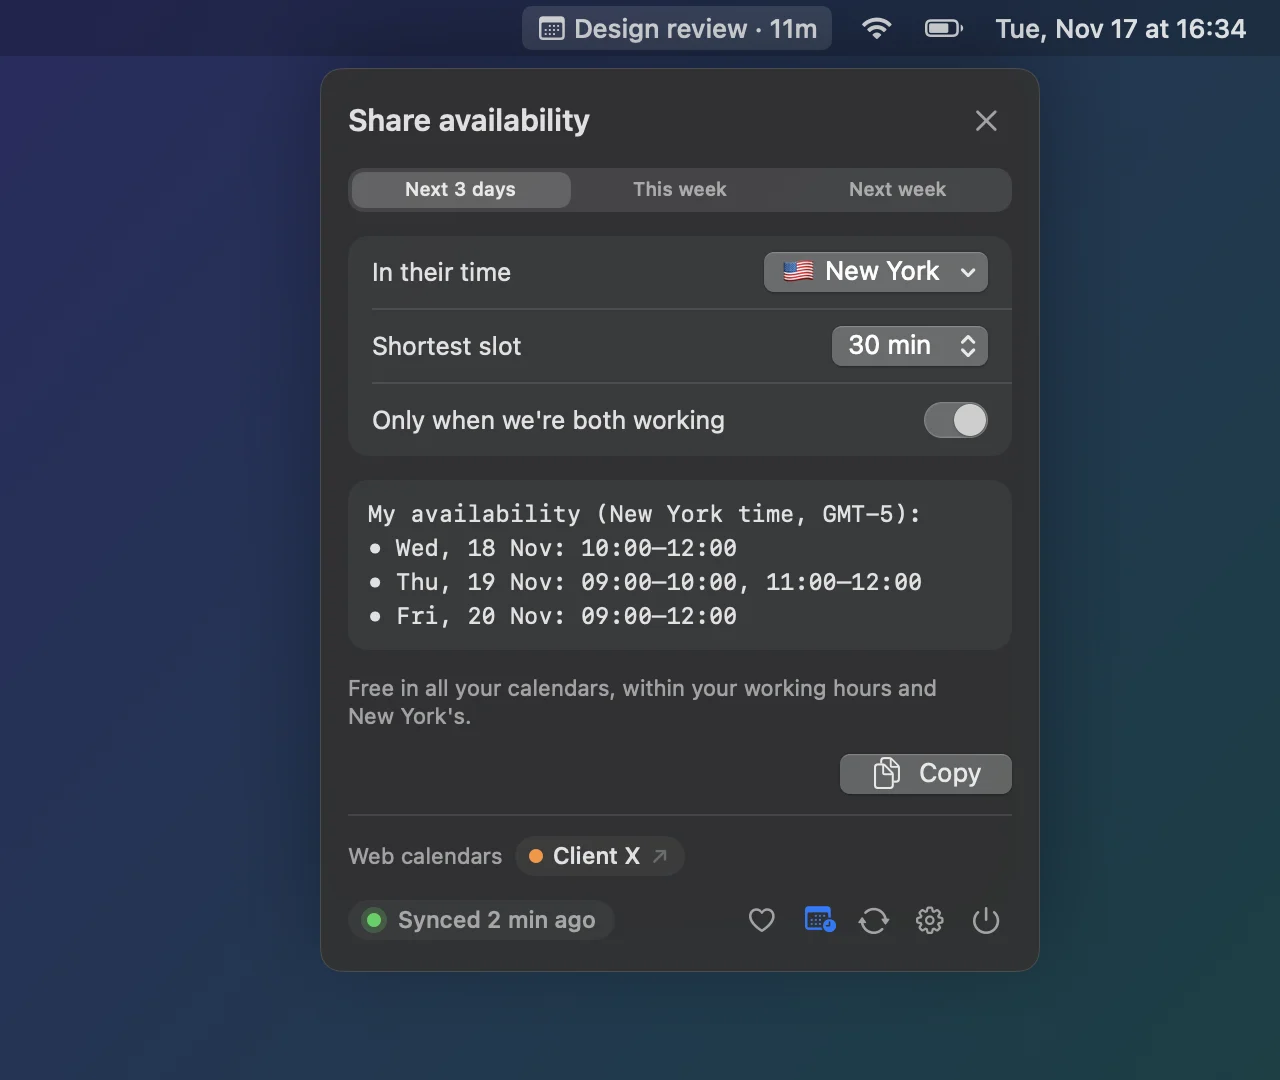 Design review · 11m
Tue, Nov 17 at 16:34
Share availability
Next 3 days
This week
Next week
In their time
New York
Shortest slot
30 min
Only when we're both working
My availability (New York time, GMT−5):
• Wed, 18 Nov: 10:00–12:00
• Thu, 19 Nov: 09:00–10:00, 11:00–12:00
• Fri, 20 Nov: 09:00–12:00
Free in all your calendars, within your working hours and
New York's.
Copy
Web calendars
Client X
Synced 2 min ago